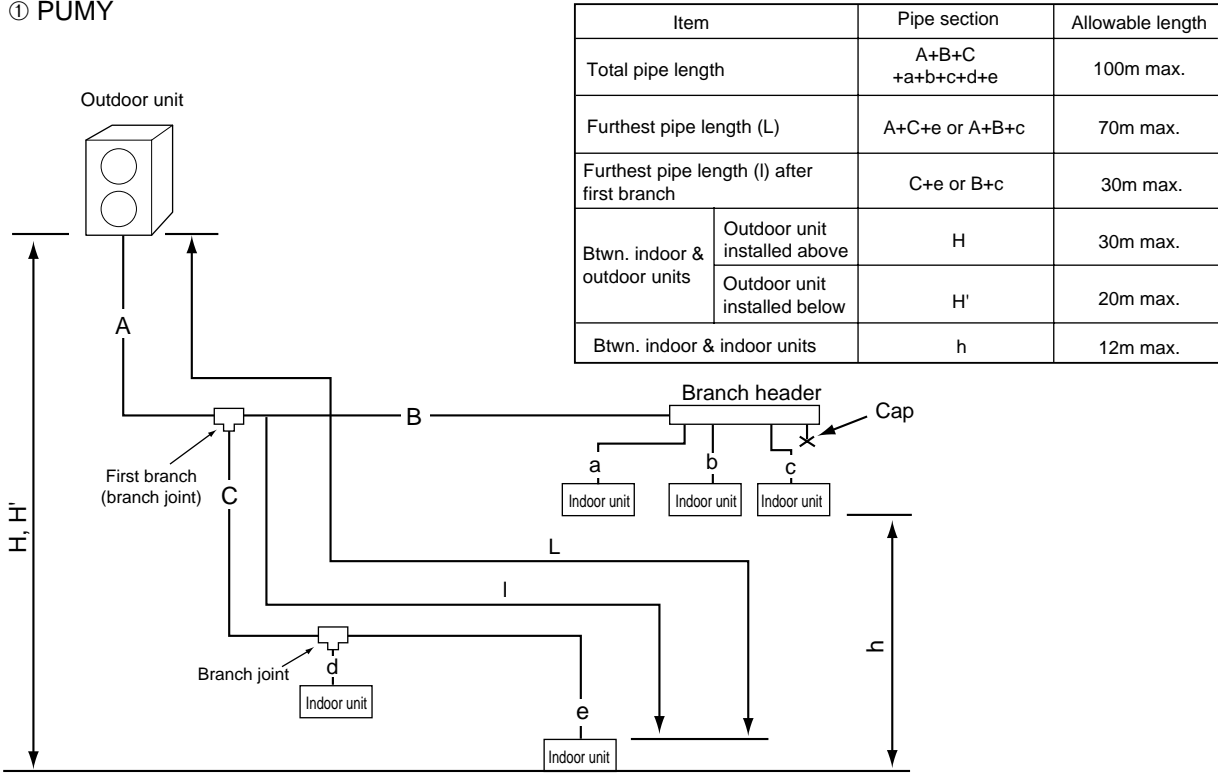 ① PUMY
Item Pipe section Allowable length
Total pipe length A+B+C
+a+b+c+d+e 100m max.
Furthest pipe length (L) A+C+e or A+B+c 70m max.
Furthest pipe length (l) after
first branch C+e or B+c 30m max.
Btwn. indoor &
outdoor units
Outdoor unit
installed above H 30m max.
Outdoor unit
installed below H' 20m max.
Btwn. indoor & indoor units h 12m max.
Outdoor unit
A
Branch header
B
Cap
First branch
(branch joint)
C
a b c
Indoor unit Indoor unit Indoor unit
H, H'
L
l
h
Branch joint
d
Indoor unit
e
Indoor unit